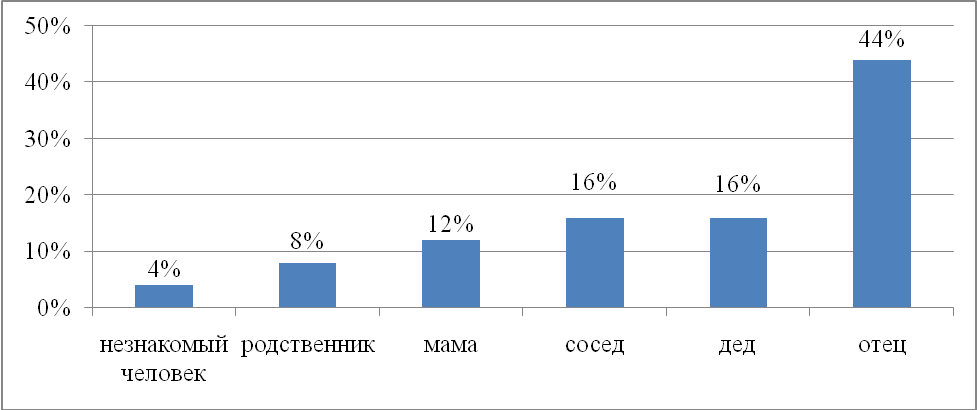 50%
44%
40%
30%
20%
16%
16%
12%
10%
8%
4%
0%
незнакомый человек
родственник
мама
сосед
дед
отец